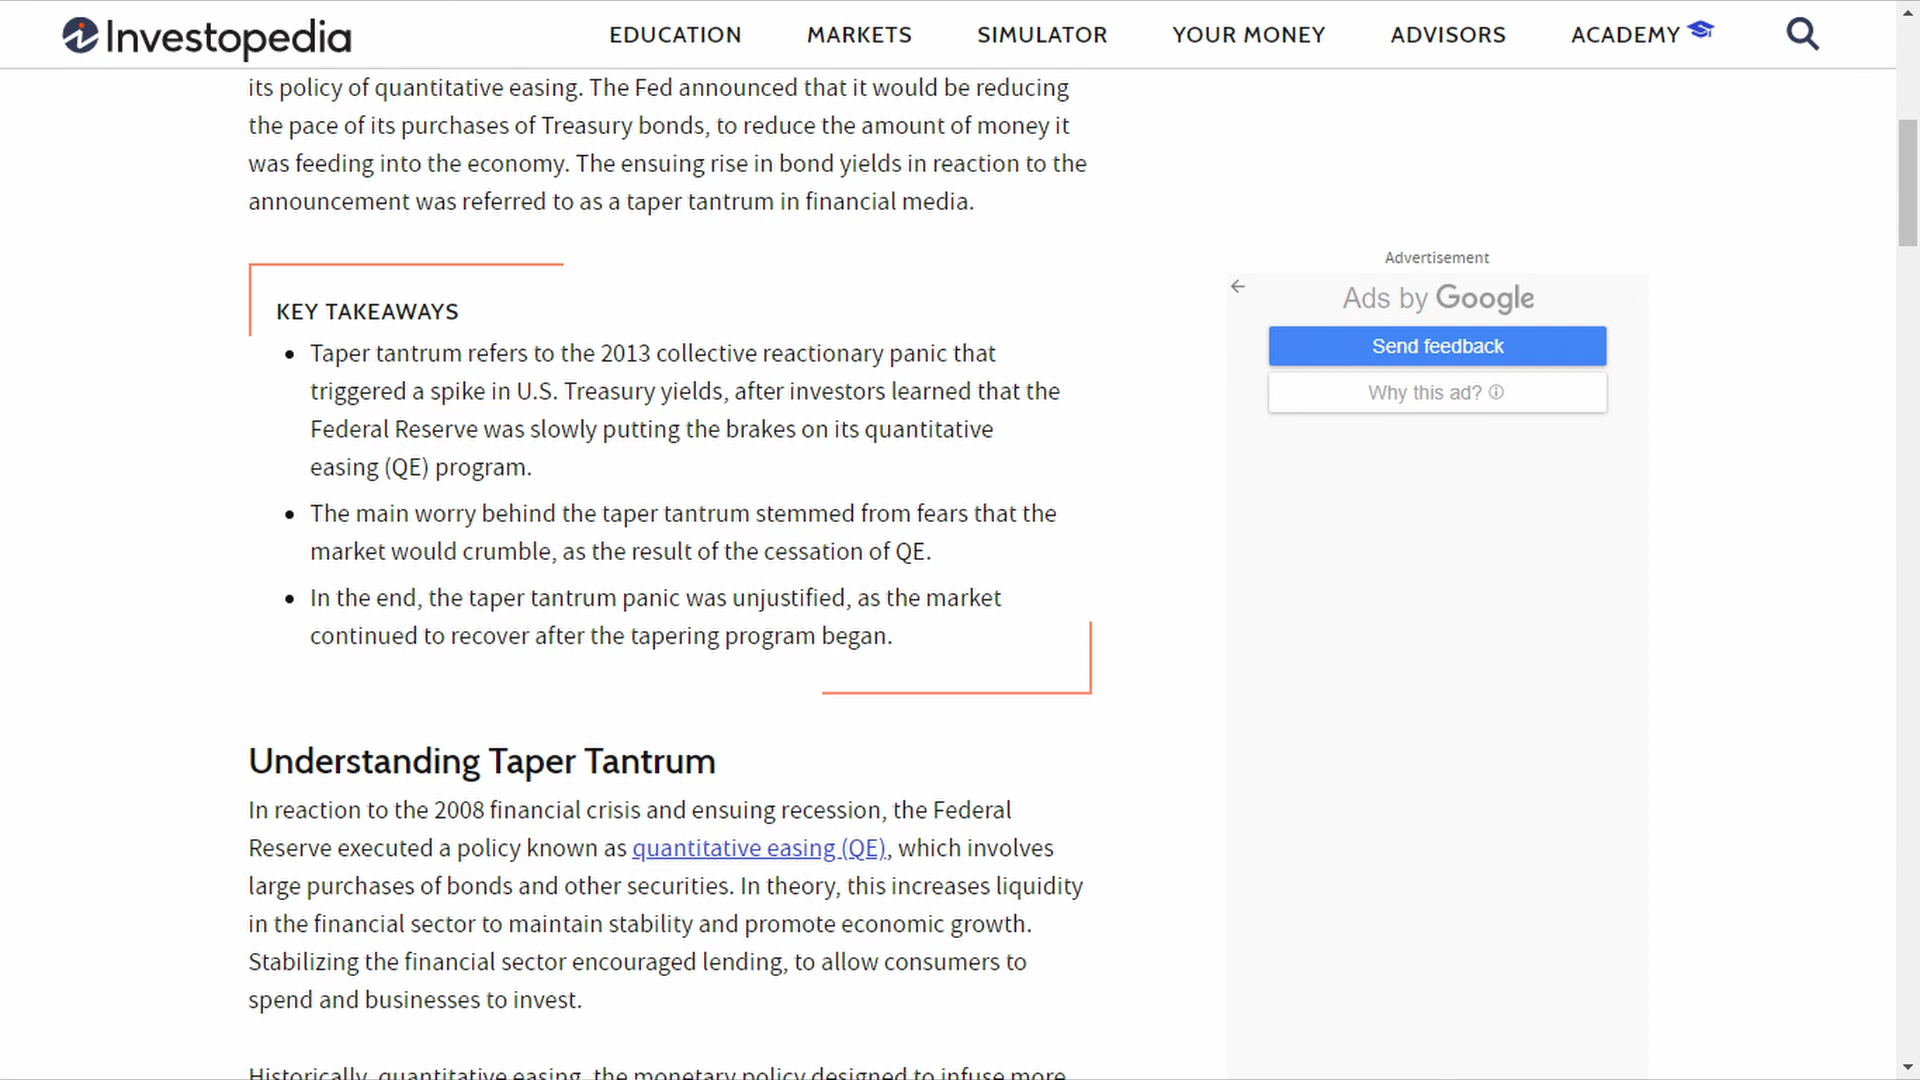 Investopedia
EDUCATION
MARKETS
SIMULATOR
YOUR MONEY
ADVISORS
ACADEMY
its policy of quantitative easing. The Fed announced that it would be reducing
the pace of its purchases of Treasury bonds, to reduce the amount of money it
was feeding into the economy. The ensuing rise in bond yields in reaction to the
announcement was referred to as a taper tantrum in financial media.
KEY TAKEAWAYS
• Taper tantrum refers to the 2013 collective reactionary panic that
triggered a spike in U.S. Treasury yields, after investors learned that the
Federal Reserve was slowly putting the brakes on its quantitative
easing (QE) program.
• The main worry behind the taper tantrum stemmed from fears that the
market would crumble, as the result of the cessation of QE.
• In the end, the taper tantrum panic was unjustified, as the market
continued to recover after the tapering program began.
Understanding Taper Tantrum
In reaction to the 2008 financial crisis and ensuing recession, the Federal
Reserve executed a policy known as quantitative easing (QE), which involves
large purchases of bonds and other securities. In theory, this increases liquidity
in the financial sector to maintain stability and promote economic growth.
Stabilizing the financial sector encouraged lending, to allow consumers to
spend and businesses to invest.
Historically, quantitative easing, the monetary policy designed to infuse more
Advertisement
Ads by Google
Send feedback
Why this ad?